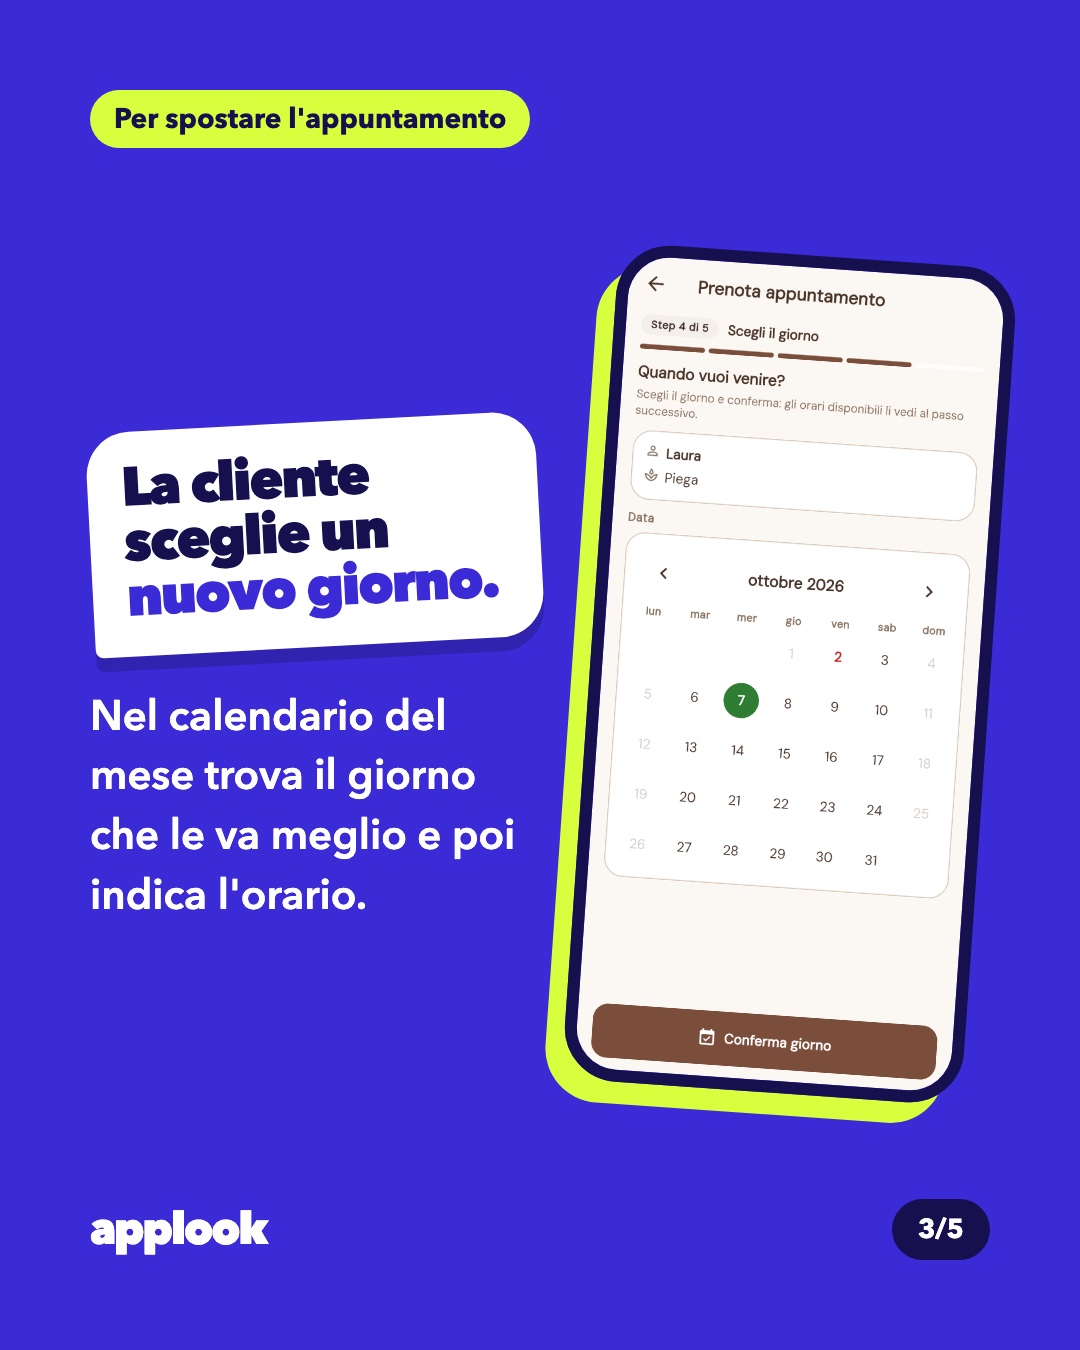 Per spostare l'appuntamento
La cliente
sceglie un
nuovo giorno.
Nel calendario del
mese trova il giorno
che le va meglio e poi
indica l'orario.
Prenota appuntamento
Step 4 di 5 Scegli il giorno
Quando vuoi venire?
Scegli il giorno e conferma: gli orari disponibili li vedi al passo
successivo.
Laura
Piega
Data
ottobre 2026
lun mar mer gio ven sab dom
1 2 3 4
5 6 7 8 9 10 11
12 13 14 15 16 17 18
19 20 21 22 23 24 25
26 27 28 29 30 31
Conferma giorno
applook
3/5